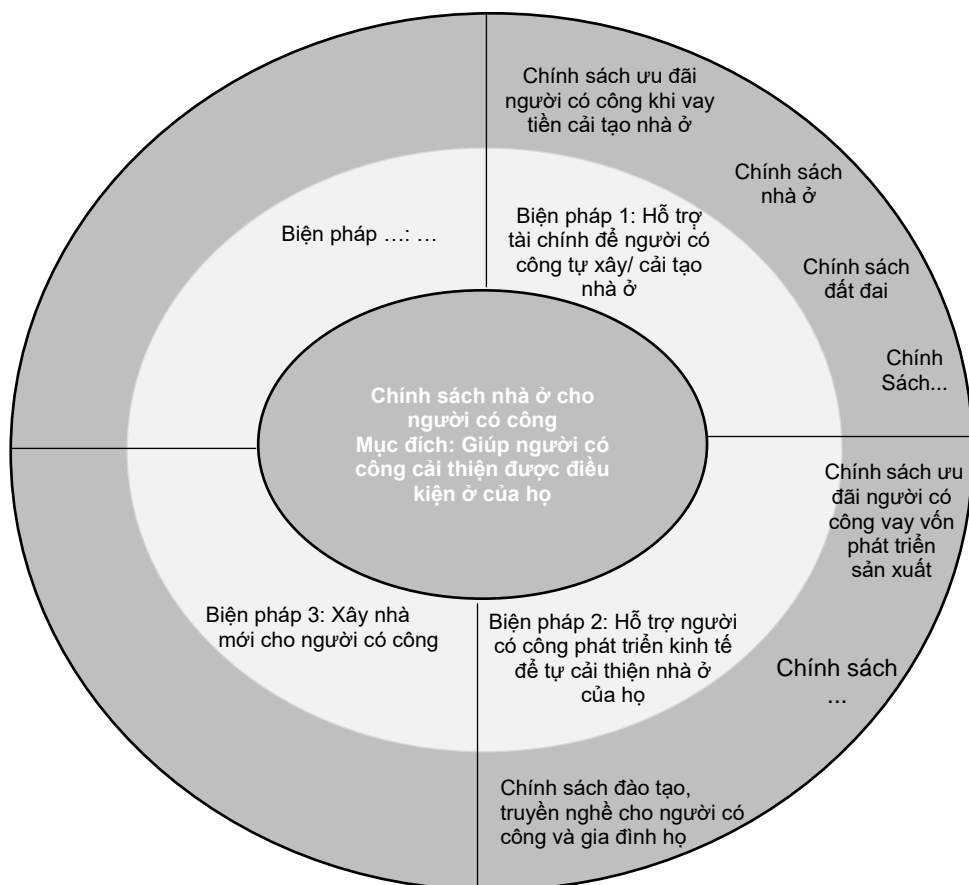 Chính sách ưu đãi
người có công khi vay
tiền cải tạo nhà ở
Chính sách
nhà ở
Biện pháp …: …
Biện pháp 1: Hỗ trợ
tài chính để người có
công tự xây/ cải tạo
nhà ở
Chính sách
đất đai
Chính
Sách...
Chính sách nhà ở cho
người có công
Mục đích: Giúp người có
công cải thiện được điều
kiện ở của họ
Chính sách ưu
đãi người có
công vay vốn
phát triển
sản xuất
Biện pháp 3: Xây nhà
mới cho người có công
Biện pháp 2: Hỗ trợ người
có công phát triển kinh tế
để tự cải thiện nhà ở
của họ
Chính sách
...
Chính sách đào tạo,
truyền nghề cho người có
công và gia đình họ